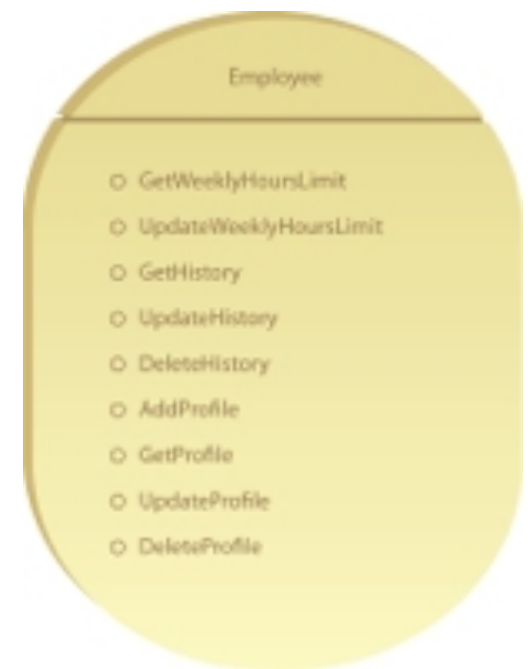 Employee
GetWeeklyHoursLimit
UpdateWeeklyHoursLimit
GetHistory
UpdateHistory
DeleteHistory
AddProfile
GetProfile
UpdateProfile
DeleteProfile